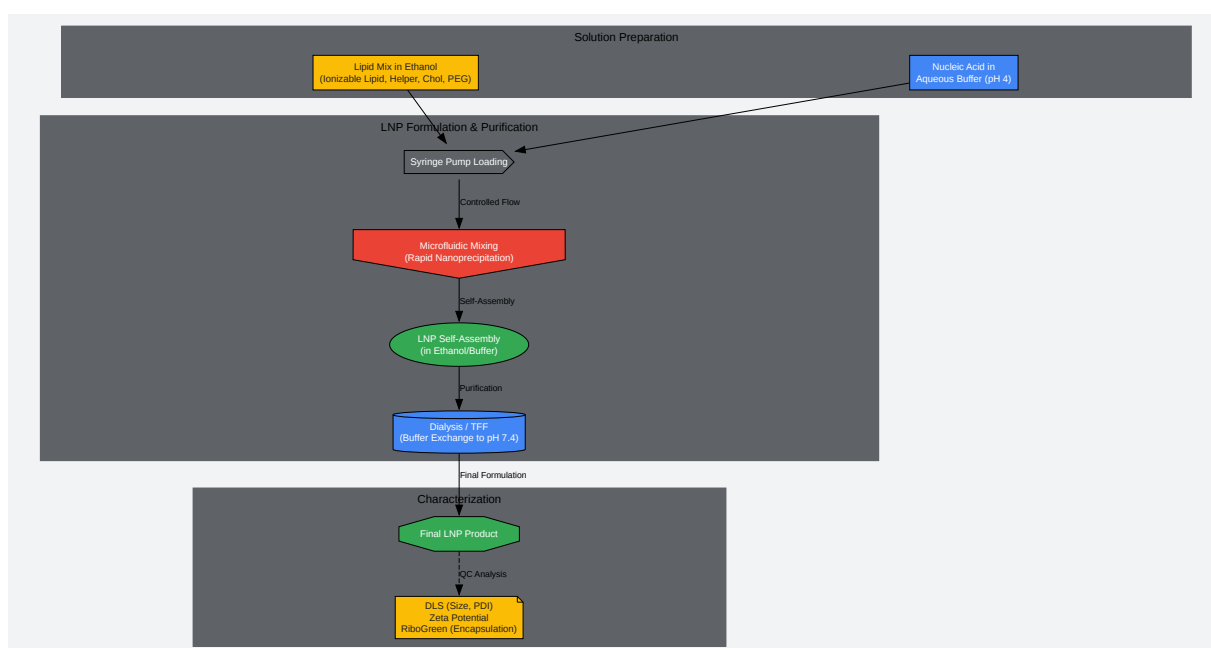 Solution Preparation
Lipid Mix in Ethanol
(Ionizable Lipid, Helper, Chol, PEG)
Nucleic Acid in
Aqueous Buffer (pH 4)
LNP Formulation & Purification
Syringe Pump Loading
Controlled Flow
Microfluidic Mixing
(Rapid Nanoprecipitation)
Self-Assembly
LNP Self-Assembly
(in Ethanol/Buffer)
Purification
Dialysis / TFF
(Buffer Exchange to pH 7.4)
Final Formulation
Characterization
Final LNP Product
QC Analysis
DLS (Size, PDI)
Zeta Potential
RiboGreen (Encapsulation)